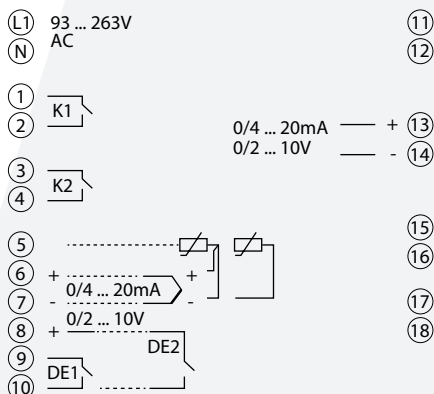 L1 93 ... 263V
N AC
1
K1
2
3
K2
4
5
6 + +
0/4 ... 20mA
7 - -
0/2 ... 10V
8 +
DE2
9
DE1
10
11
12
0/4 ... 20mA + 13
0/2 ... 10V - 14
15
16
17
18